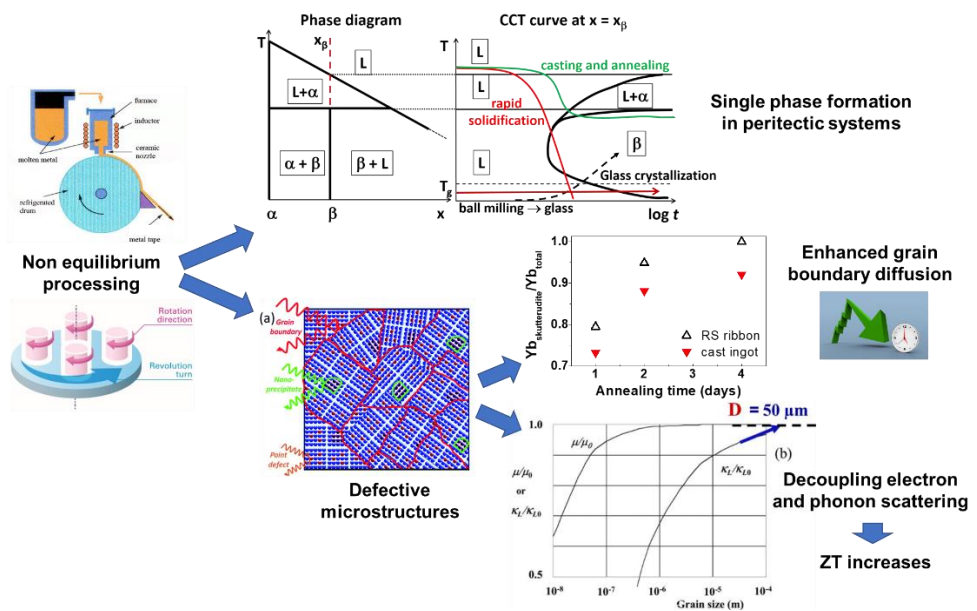 Phase diagram
CCT curve at x = xβ
T
xβ
L
L+α
α + β
β + L
α
β
x
T
L
casting and annealing
L
rapid
solidification
L+α
L
β
Tg
Glass crystallization
ball milling → glass
log t
Single phase formation
in peritectic systems
furnace
inductor
molten metal
ceramic
nozzle
refrigerated
drum
metal tape
Non equilibrium
processing
Rotation
direction
Revolution
turn
(a)
Grain
boundary
Nano-
precipitate
Point
defect
Defective
microstructures
Yb skutterudite/Yb total
1.0
0.9
0.8
0.7
RS ribbon
cast ingot
1
2
3
4
Annealing time (days)
Enhanced grain
boundary diffusion
D = 50 µm
1.0
μ/μ0
(b)
κL/κL0
μ/μ0
or
κL/κL0
0.5
10-8
10-7
10-6
10-5
10-4
Grain size (m)
Decoupling electron
and phonon scattering
ZT increases